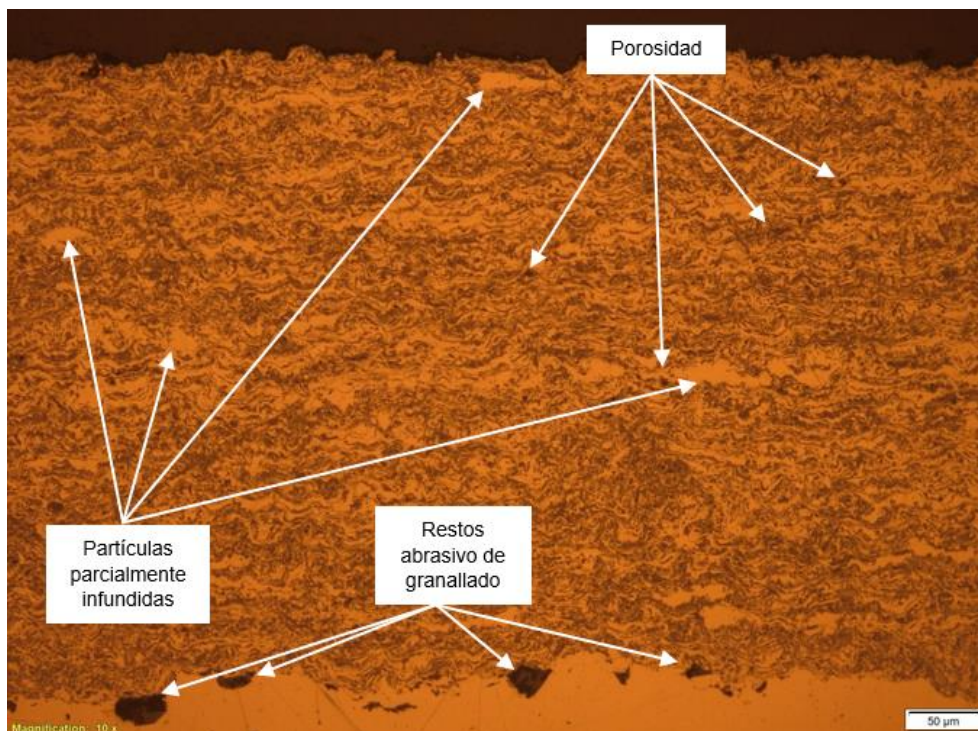 Porosidad
Partículas
parcialmente
infundidas
Restos
abrasivo de
granallado
Magnification: 10 x
50 µm